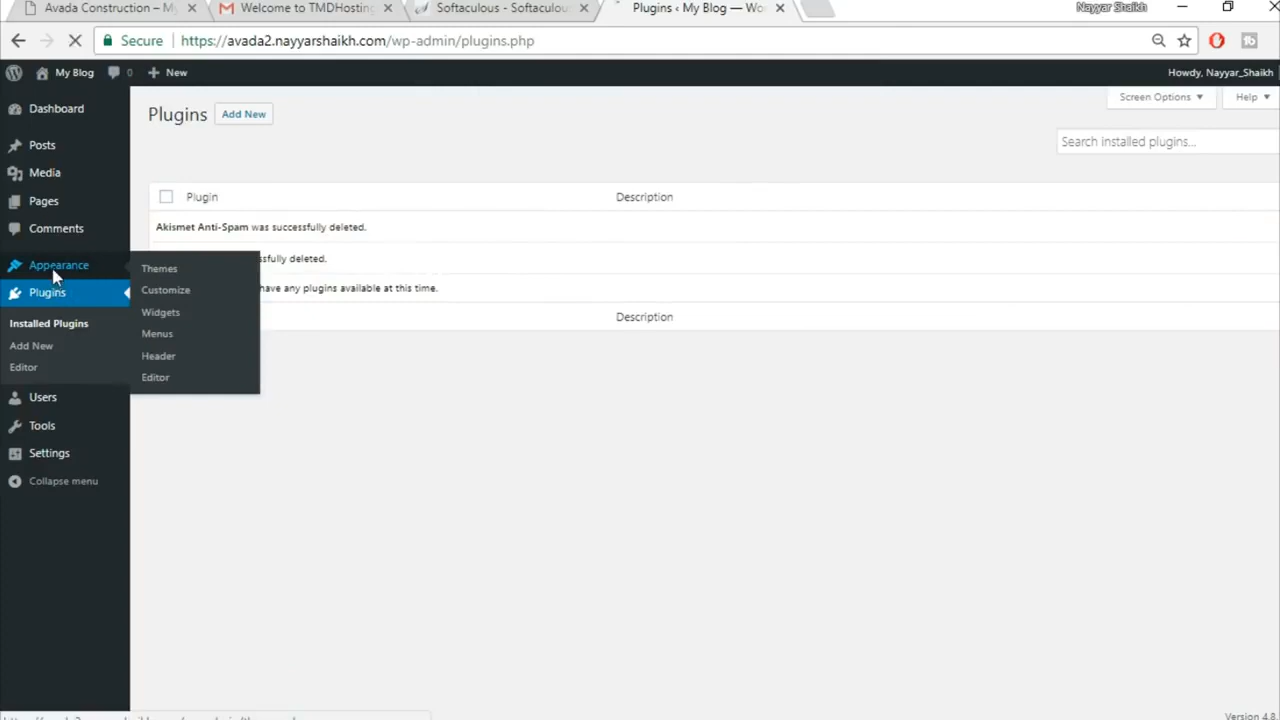 Avada Construction – My
Welcome to TMDHosting
Softaculous - Softaculous
Plugins ‹ My Blog — Wo
Nayyar Shaikh
Secure
https://avada2.nayyarshaikh.com/wp-admin/plugins.php
My Blog
0
New
Howdy, Nayyar_Shaikh
Dashboard
Posts
Media
Pages
Comments
Appearance
Plugins
Installed Plugins
Add New
Editor
Users
Tools
Settings
Collapse menu
Themes
Customize
Widgets
Menus
Header
Editor
Plugins
Add New
Screen Options
Help
Search installed plugins...
Plugin
Description
Akismet Anti-Spam was successfully deleted.
deleted.
have any plugins available at this time.
Description
Version 4.8